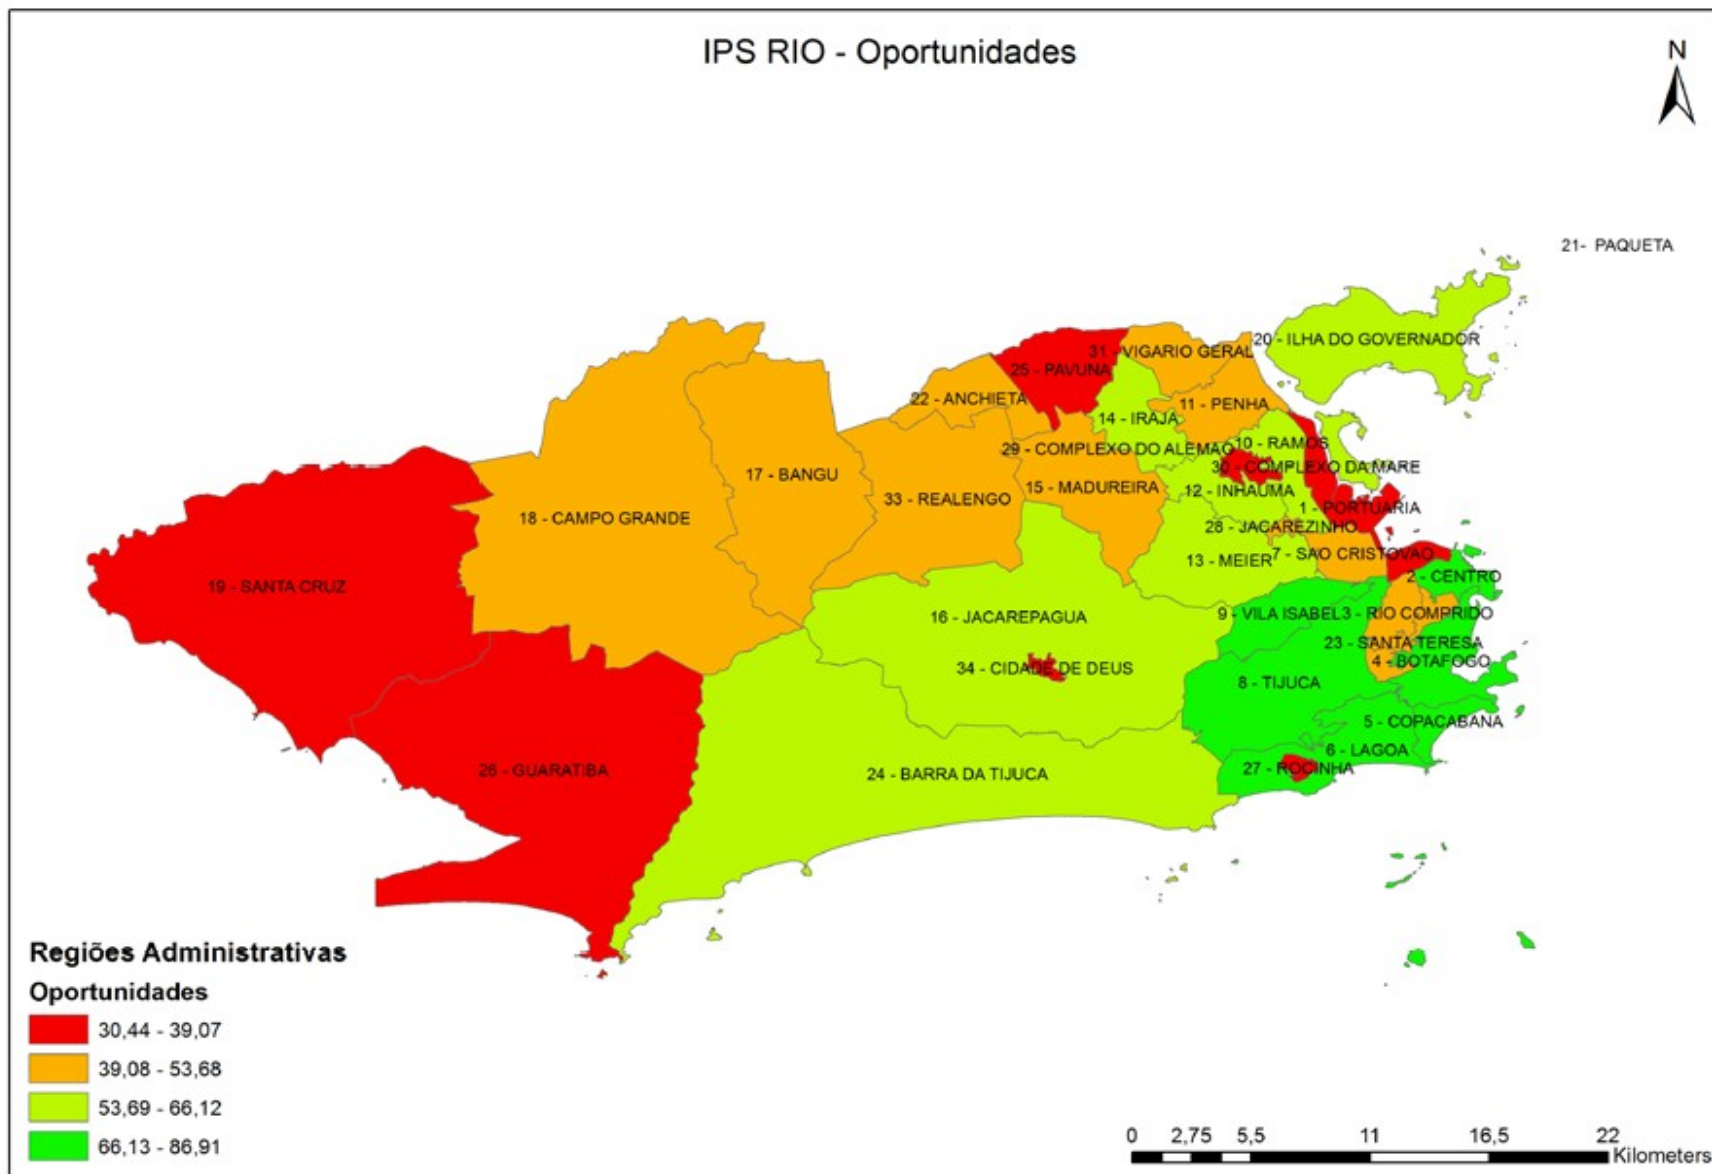 IPS RIO - Oportunidades
N
21- PAQUETA
20 - ILHA DO GOVERNADOR
31 - VIGARIO GERAL
25 - PAVUNA
22 - ANCHIETA
11 - PENHA
14 - IRAJA
10 - RAMOS
29 - COMPLEXO DO ALEMAO
30 - COMPLEXO DA MARE
17 - BANGU
15 - MADUREIRA
12 - INHAUMA
33 - REALENGO
1 - PORTUARIA
18 - CAMPO GRANDE
28 - JACAREZINHO
7 - SAO CRISTOVAO
13 - MEIER
2 - CENTRO
19 - SANTA CRUZ
9 - VILA ISABEL
3 - RIO COMPRIDO
16 - JACAREPAGUA
23 - SANTA TERESA
4 - BOTAFOGO
34 - CIDADE DE DEUS
8 - TIJUCA
5 - COPACABANA
6 - LAGOA
27 - ROCINHA
26 - GUARATIBA
24 - BARRA DA TIJUCA
Regiões Administrativas
Oportunidades
30,44 - 39,07
39,08 - 53,68
53,69 - 66,12
66,13 - 86,91
0 2,75 5,5 11 16,5 22
Kilometers